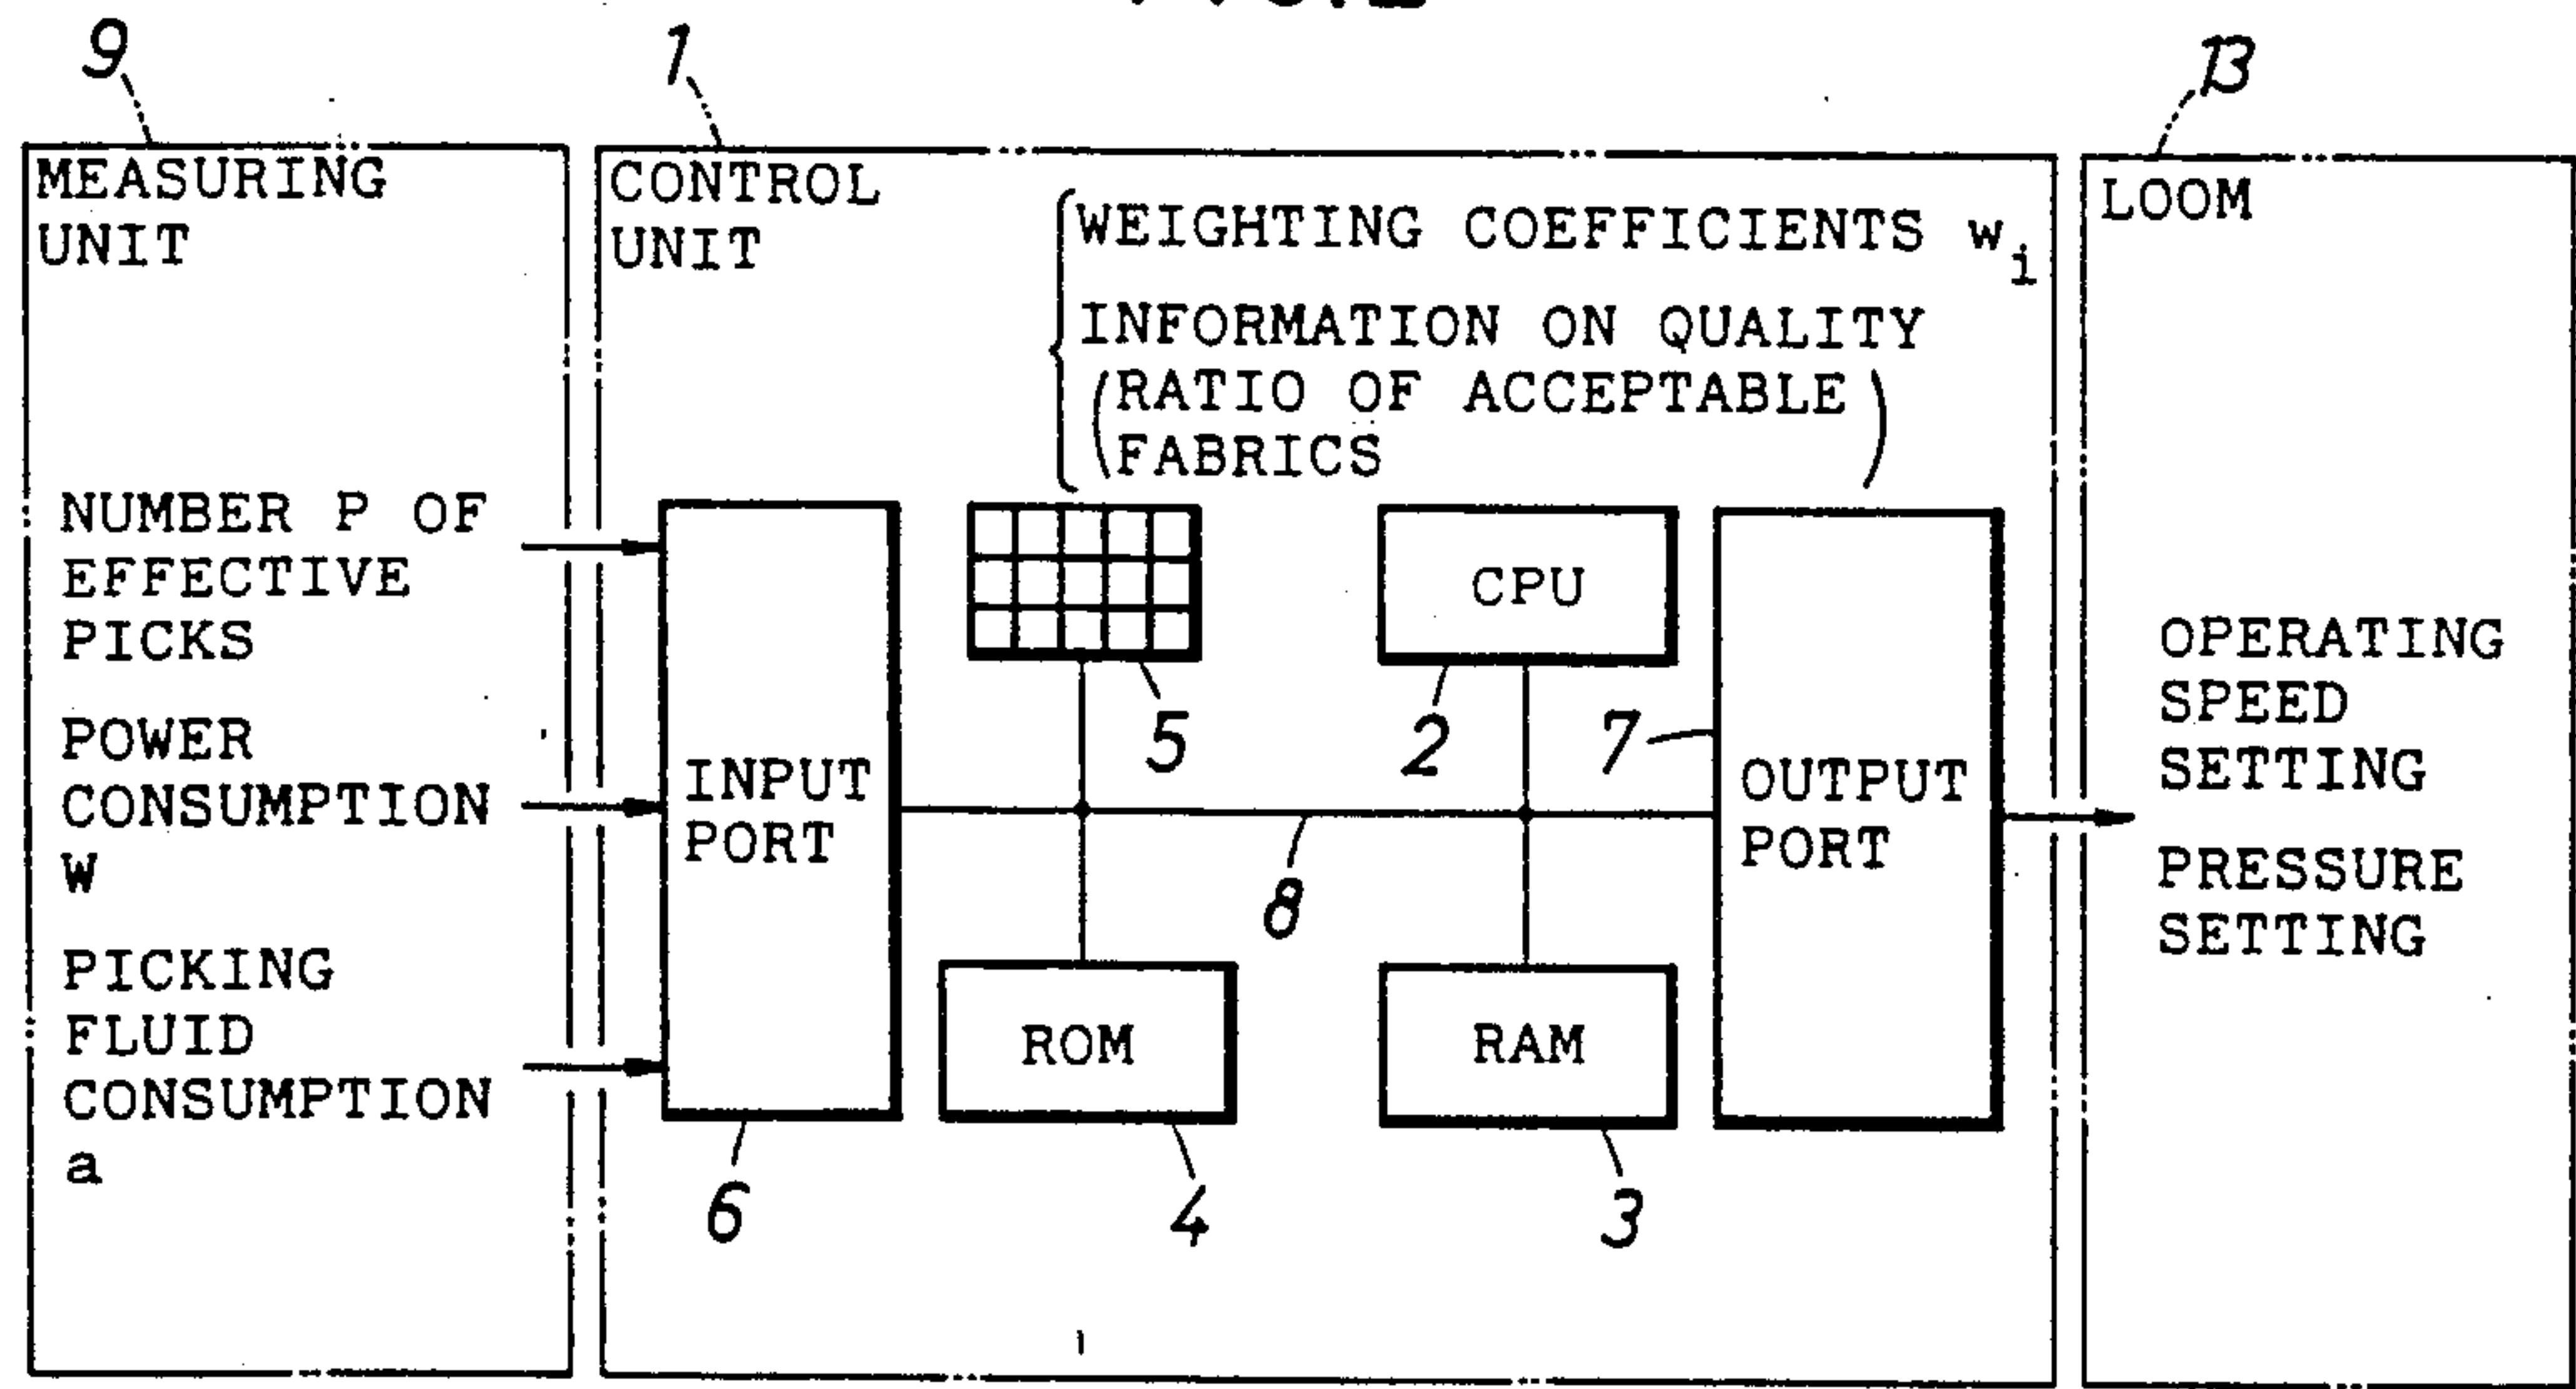 9
1
13
MEASURING
UNIT
NUMBER P OF
EFFECTIVE
PICKS
POWER
CONSUMPTION
W
PICKING
FLUID
CONSUMPTION
a
CONTROL
UNIT
WEIGHTING COEFFICIENTS wi
INFORMATION ON QUALITY
(RATIO OF ACCEPTABLE
FABRICS)
INPUT
PORT
6
5
CPU
2
7
8
ROM
4
RAM
3
OUTPUT
PORT
LOOM
OPERATING
SPEED
SETTING
PRESSURE
SETTING